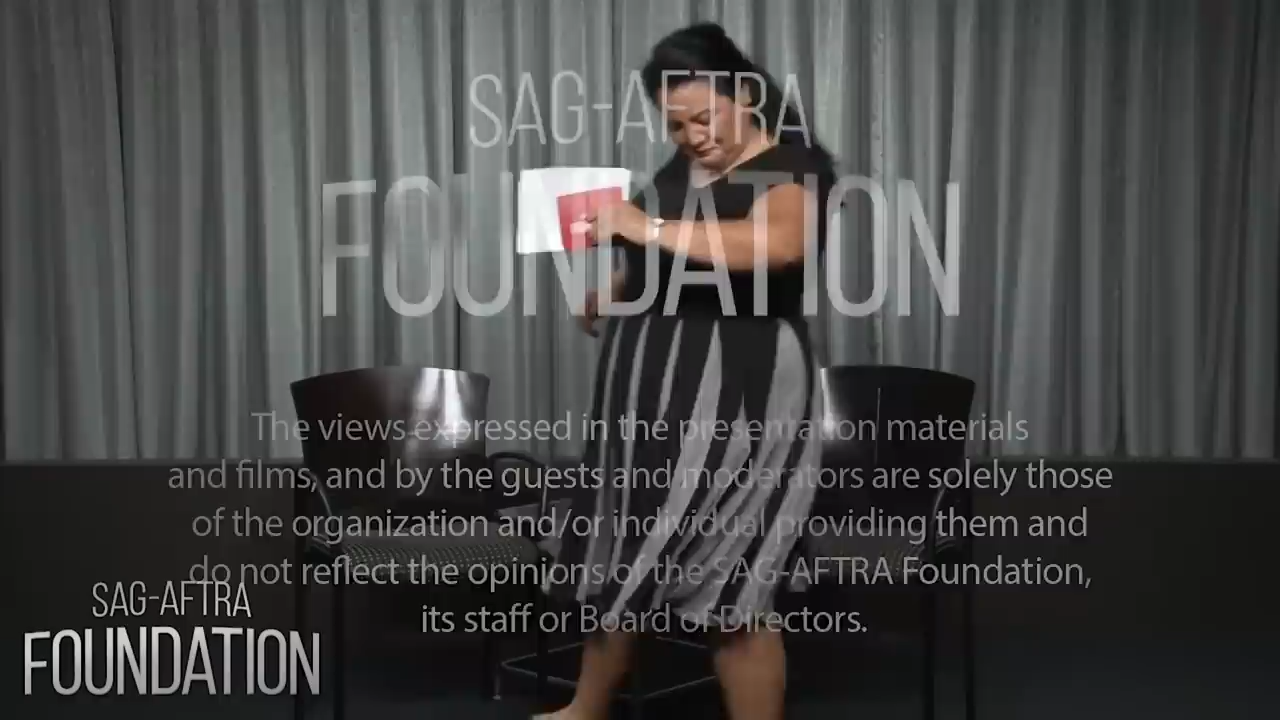 SAG-AFTRA
FOUNDATION
The views expressed in the presentation materials
and films, and by the guests and moderators are solely those
of the organization and/or individual providing them and
do not reflect the opinions of the SAG-AFTRA Foundation,
its staff or Board of Directors.
SAG-AFTRA
FOUNDATION